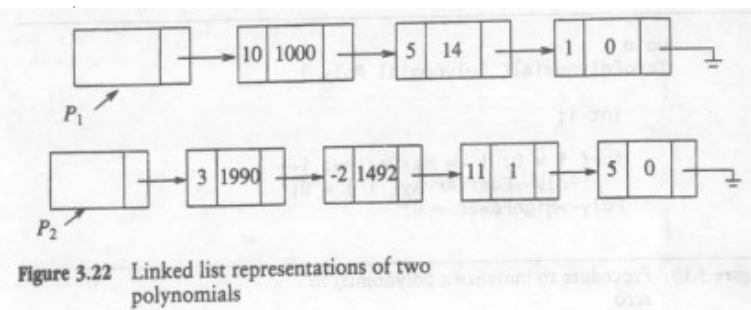 10 1000 5 14 1 0
P1
3 1990 -2 1492 11 1 5 0
P2
Figure 3.22 Linked list representations of two
polynomials